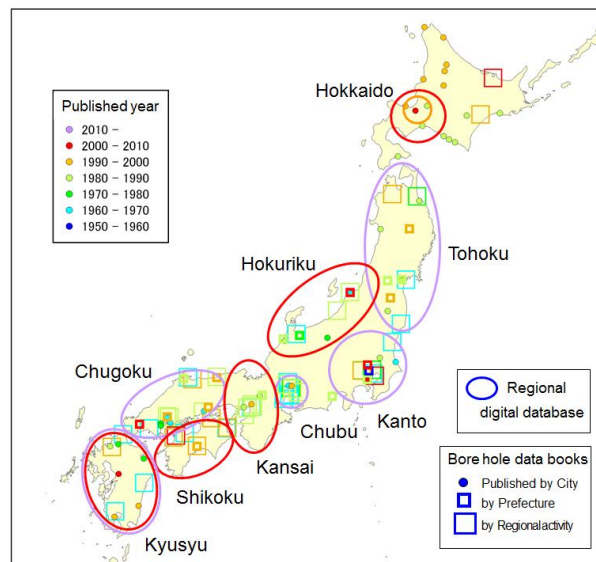 Hokkaido
Published year
2010 -
2000 - 2010
1990 - 2000
1980 - 1990
1970 - 1980
1960 - 1970
1950 - 1960
Tohoku
Hokuriku
Chugoku
Regional
digital database
Kanto
Chubu
Kansai
Shikoku
Kyusyu
Bore hole data books
Published by City
by Prefecture
by Regionalactivity